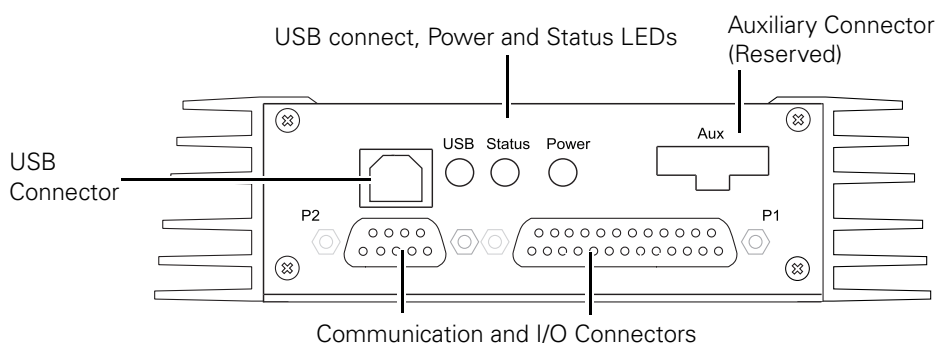 USB connect, Power and Status LEDs
Auxiliary Connector
(Reserved)
USB Status Power
Aux
USB
Connector
P2
P1
Communication and I/O Connectors